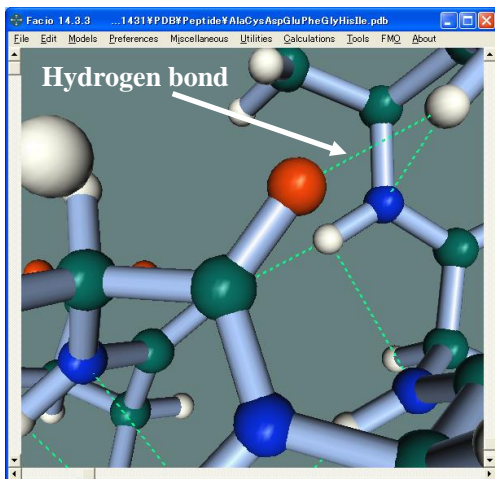 Facio 14.3.3 ...1431¥PDB¥Peptide¥AlaCysAspGluPheGlyHisIle.pdb
File Edit Models Preferences Miscellaneous Utilities Calculations Tools FMO About
Hydrogen bond